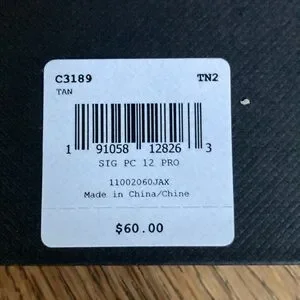 C3189 TN2
TAN
1 91058 12826 3
SIG PC 12 PRO
11002060JAX
Made in China/Chine
$60.00